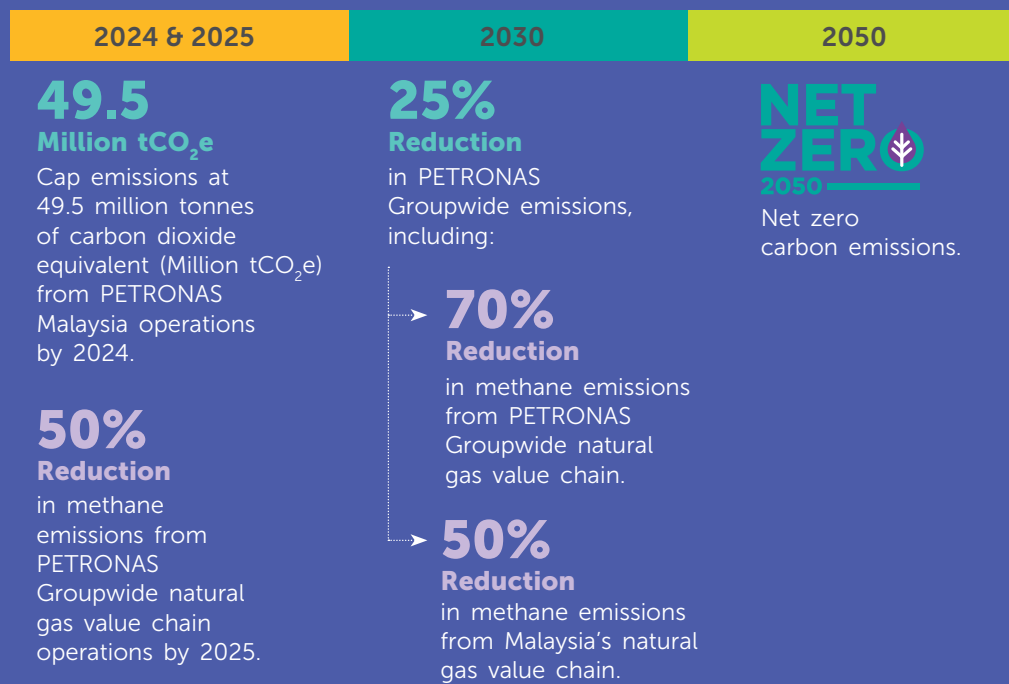 2024 & 2025
2030
2050
49.5
Million tCO₂e
Cap emissions at
49.5 million tonnes
of carbon dioxide
equivalent (Million tCO₂e)
from PETRONAS
Malaysia operations
by 2024.
50%
Reduction
in methane
emissions from
PETRONAS
Groupwide natural
gas value chain
operations by 2025.
25%
Reduction
in PETRONAS
Groupwide emissions,
including:
70%
Reduction
in methane emissions
from PETRONAS
Groupwide natural
gas value chain.
50%
Reduction
in methane emissions
from Malaysia's natural
gas value chain.
NET
ZERO
2050
Net zero
carbon emissions.